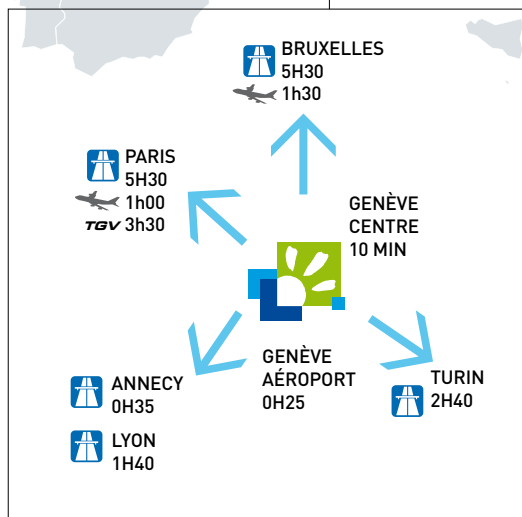 BRUXELLES
5H30
1h30
PARIS
5H30
1h00
TGV 3h30
GENÈVE
CENTRE
10 MIN
GENÈVE
AÉROPORT
0H25
ANNECY
0H35
LYON
1H40
TURIN
2H40